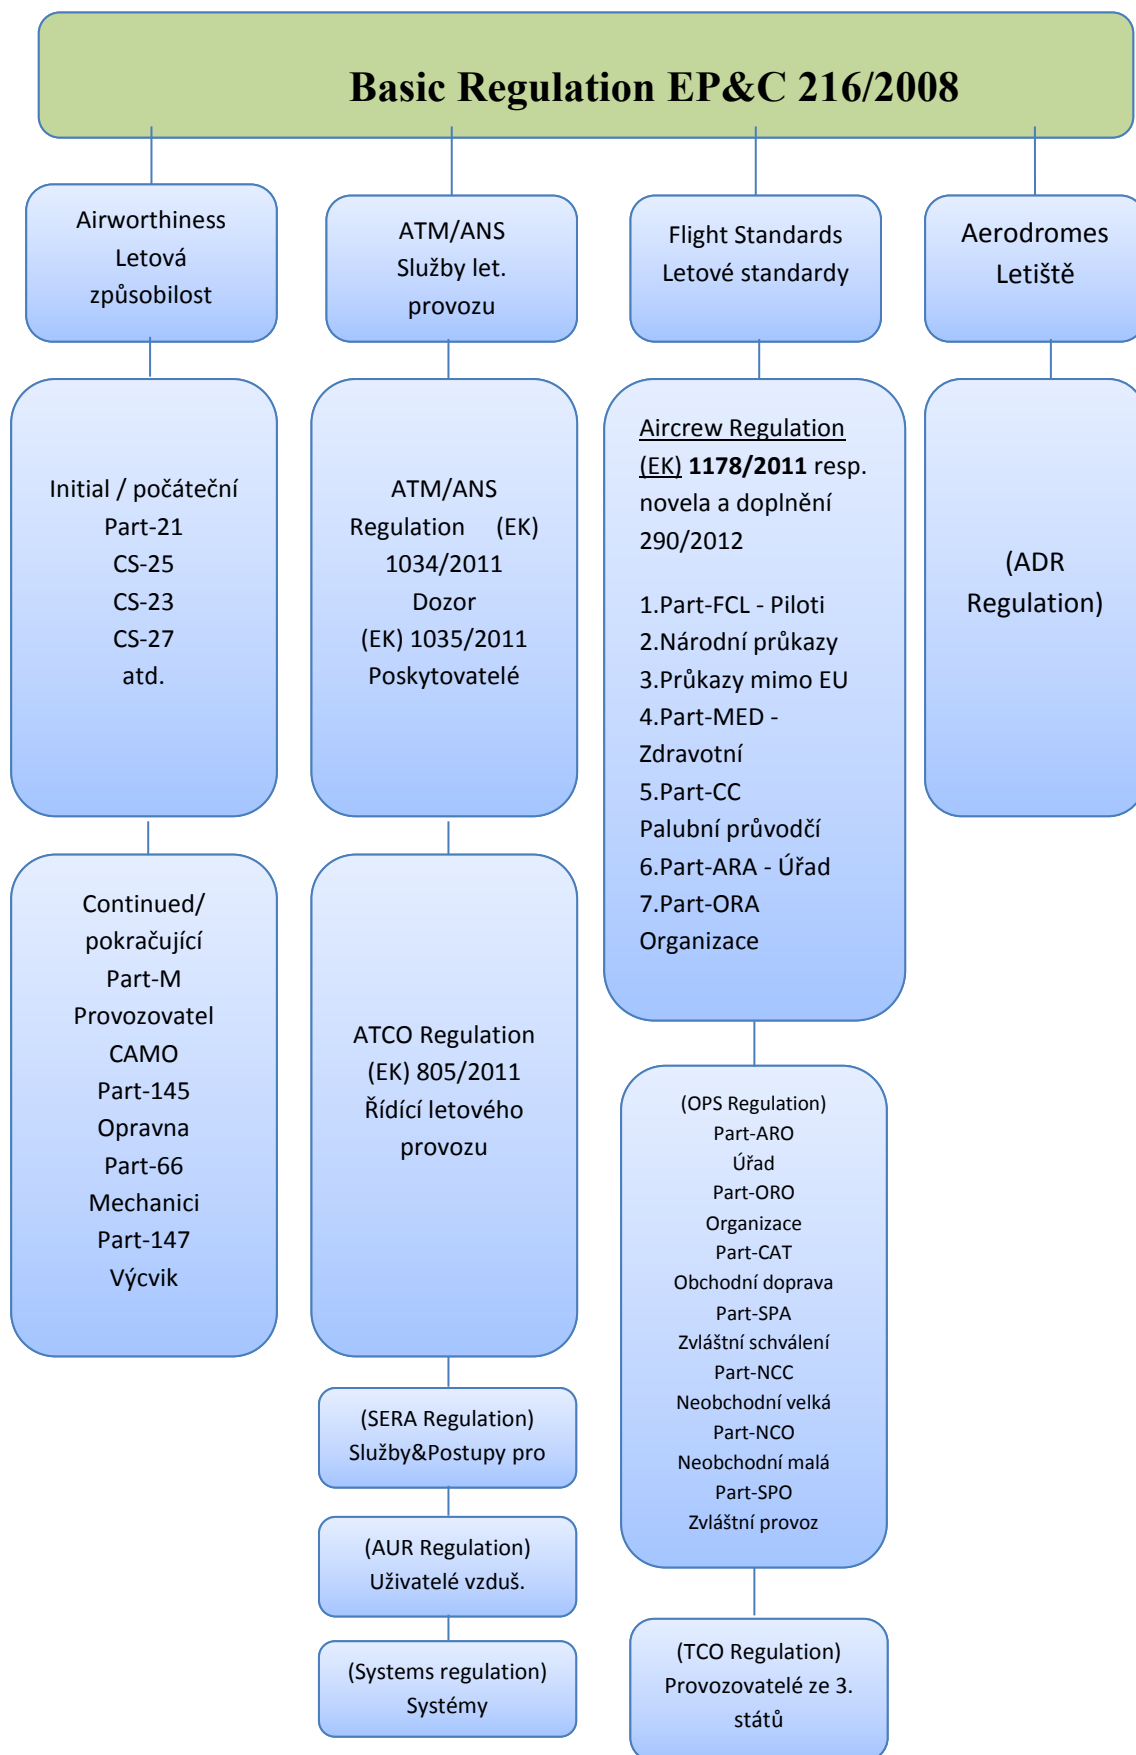 Basic Regulation EP&C 216/2008
Airworthiness
Letová
způsobilost
ATM/ANS
Služby let.
provozu
Flight Standards
Letové standardy
Aerodromes
Letiště
Initial / počáteční
Part-21
CS-25
CS-23
CS-27
atd.
Continued/
pokračující
Part-M
Provozovatel
CAMO
Part-145
Opravna
Part-66
Mechanici
Part-147
Výcvik
ATM/ANS
Regulation (EK)
1034/2011
Dozor
(EK) 1035/2011
Poskytovatelé
ATCO Regulation
(EK) 805/2011
Řídící letového
provozu
(SERA Regulation)
Služby&Postupy pro
(AUR Regulation)
Uživatelé vzduš.
(Systems regulation)
Systémy
Aircrew Regulation
(EK) 1178/2011 resp.
novela a doplnění
290/2012
1.Part-FCL - Piloti
2.Národní průkazy
3.Průkazy mimo EU
4.Part-MED -
Zdravotní
5.Part-CC
Palubní průvodčí
6.Part-ARA - Úřad
7.Part-ORA
Organizace
(OPS Regulation)
Part-ARO
Úřad
Part-ORO
Organizace
Part-CAT
Obchodní doprava
Part-SPA
Zvláštní schválení
Part-NCC
Neobchodní velká
Part-NCO
Neobchodní malá
Part-SPO
Zvláštní provoz
(TCO Regulation)
Provozovatelé ze 3.
států
(ADR
Regulation)